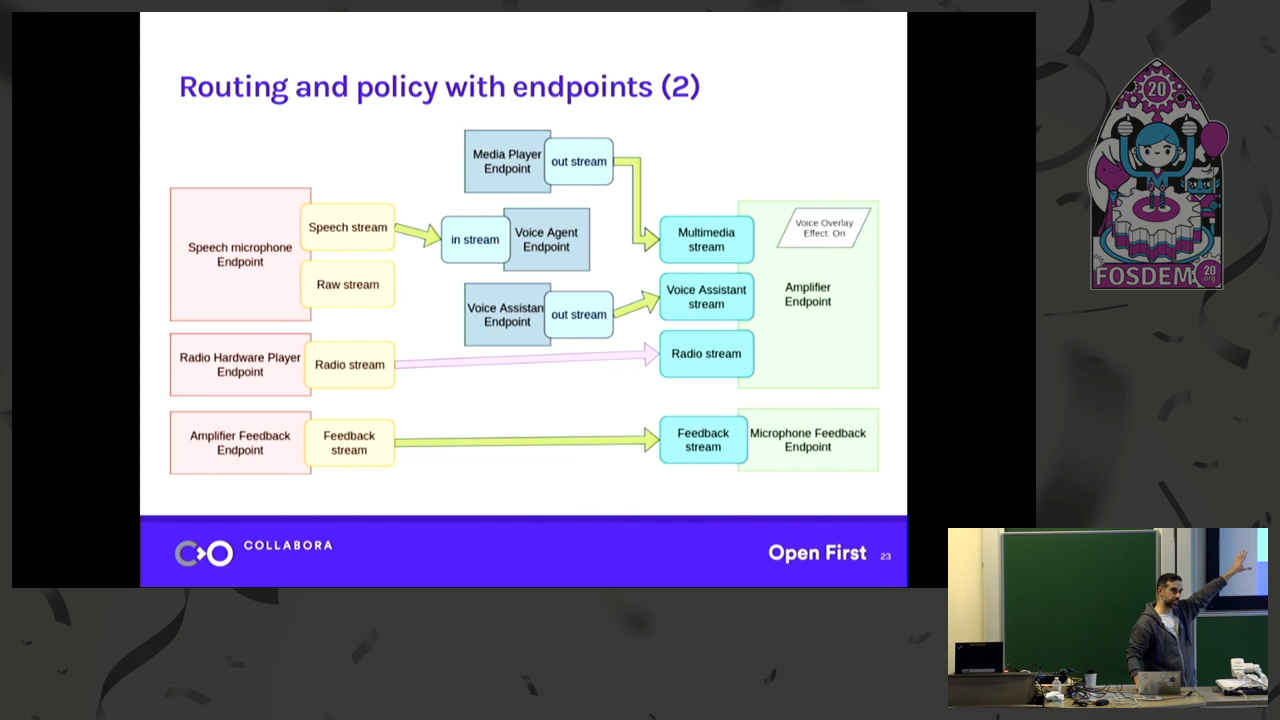 Routing and policy with endpoints (2)
Media Player
Endpoint
out stream
Speech microphone
Endpoint
Speech stream
Raw stream
in stream
Voice Agent
Endpoint
Voice Assistan
Endpoint
out stream
Multimedia
stream
Voice Overlay
Effect: On
Voice Assistant
stream
Amplifier
Endpoint
Radio Hardware Player
Endpoint
Radio stream
Radio stream
Amplifier Feedback
Endpoint
Feedback
stream
Feedback
stream
Microphone Feedback
Endpoint
COLLABORA
Open First
23
20
FOSDEM
20
.org